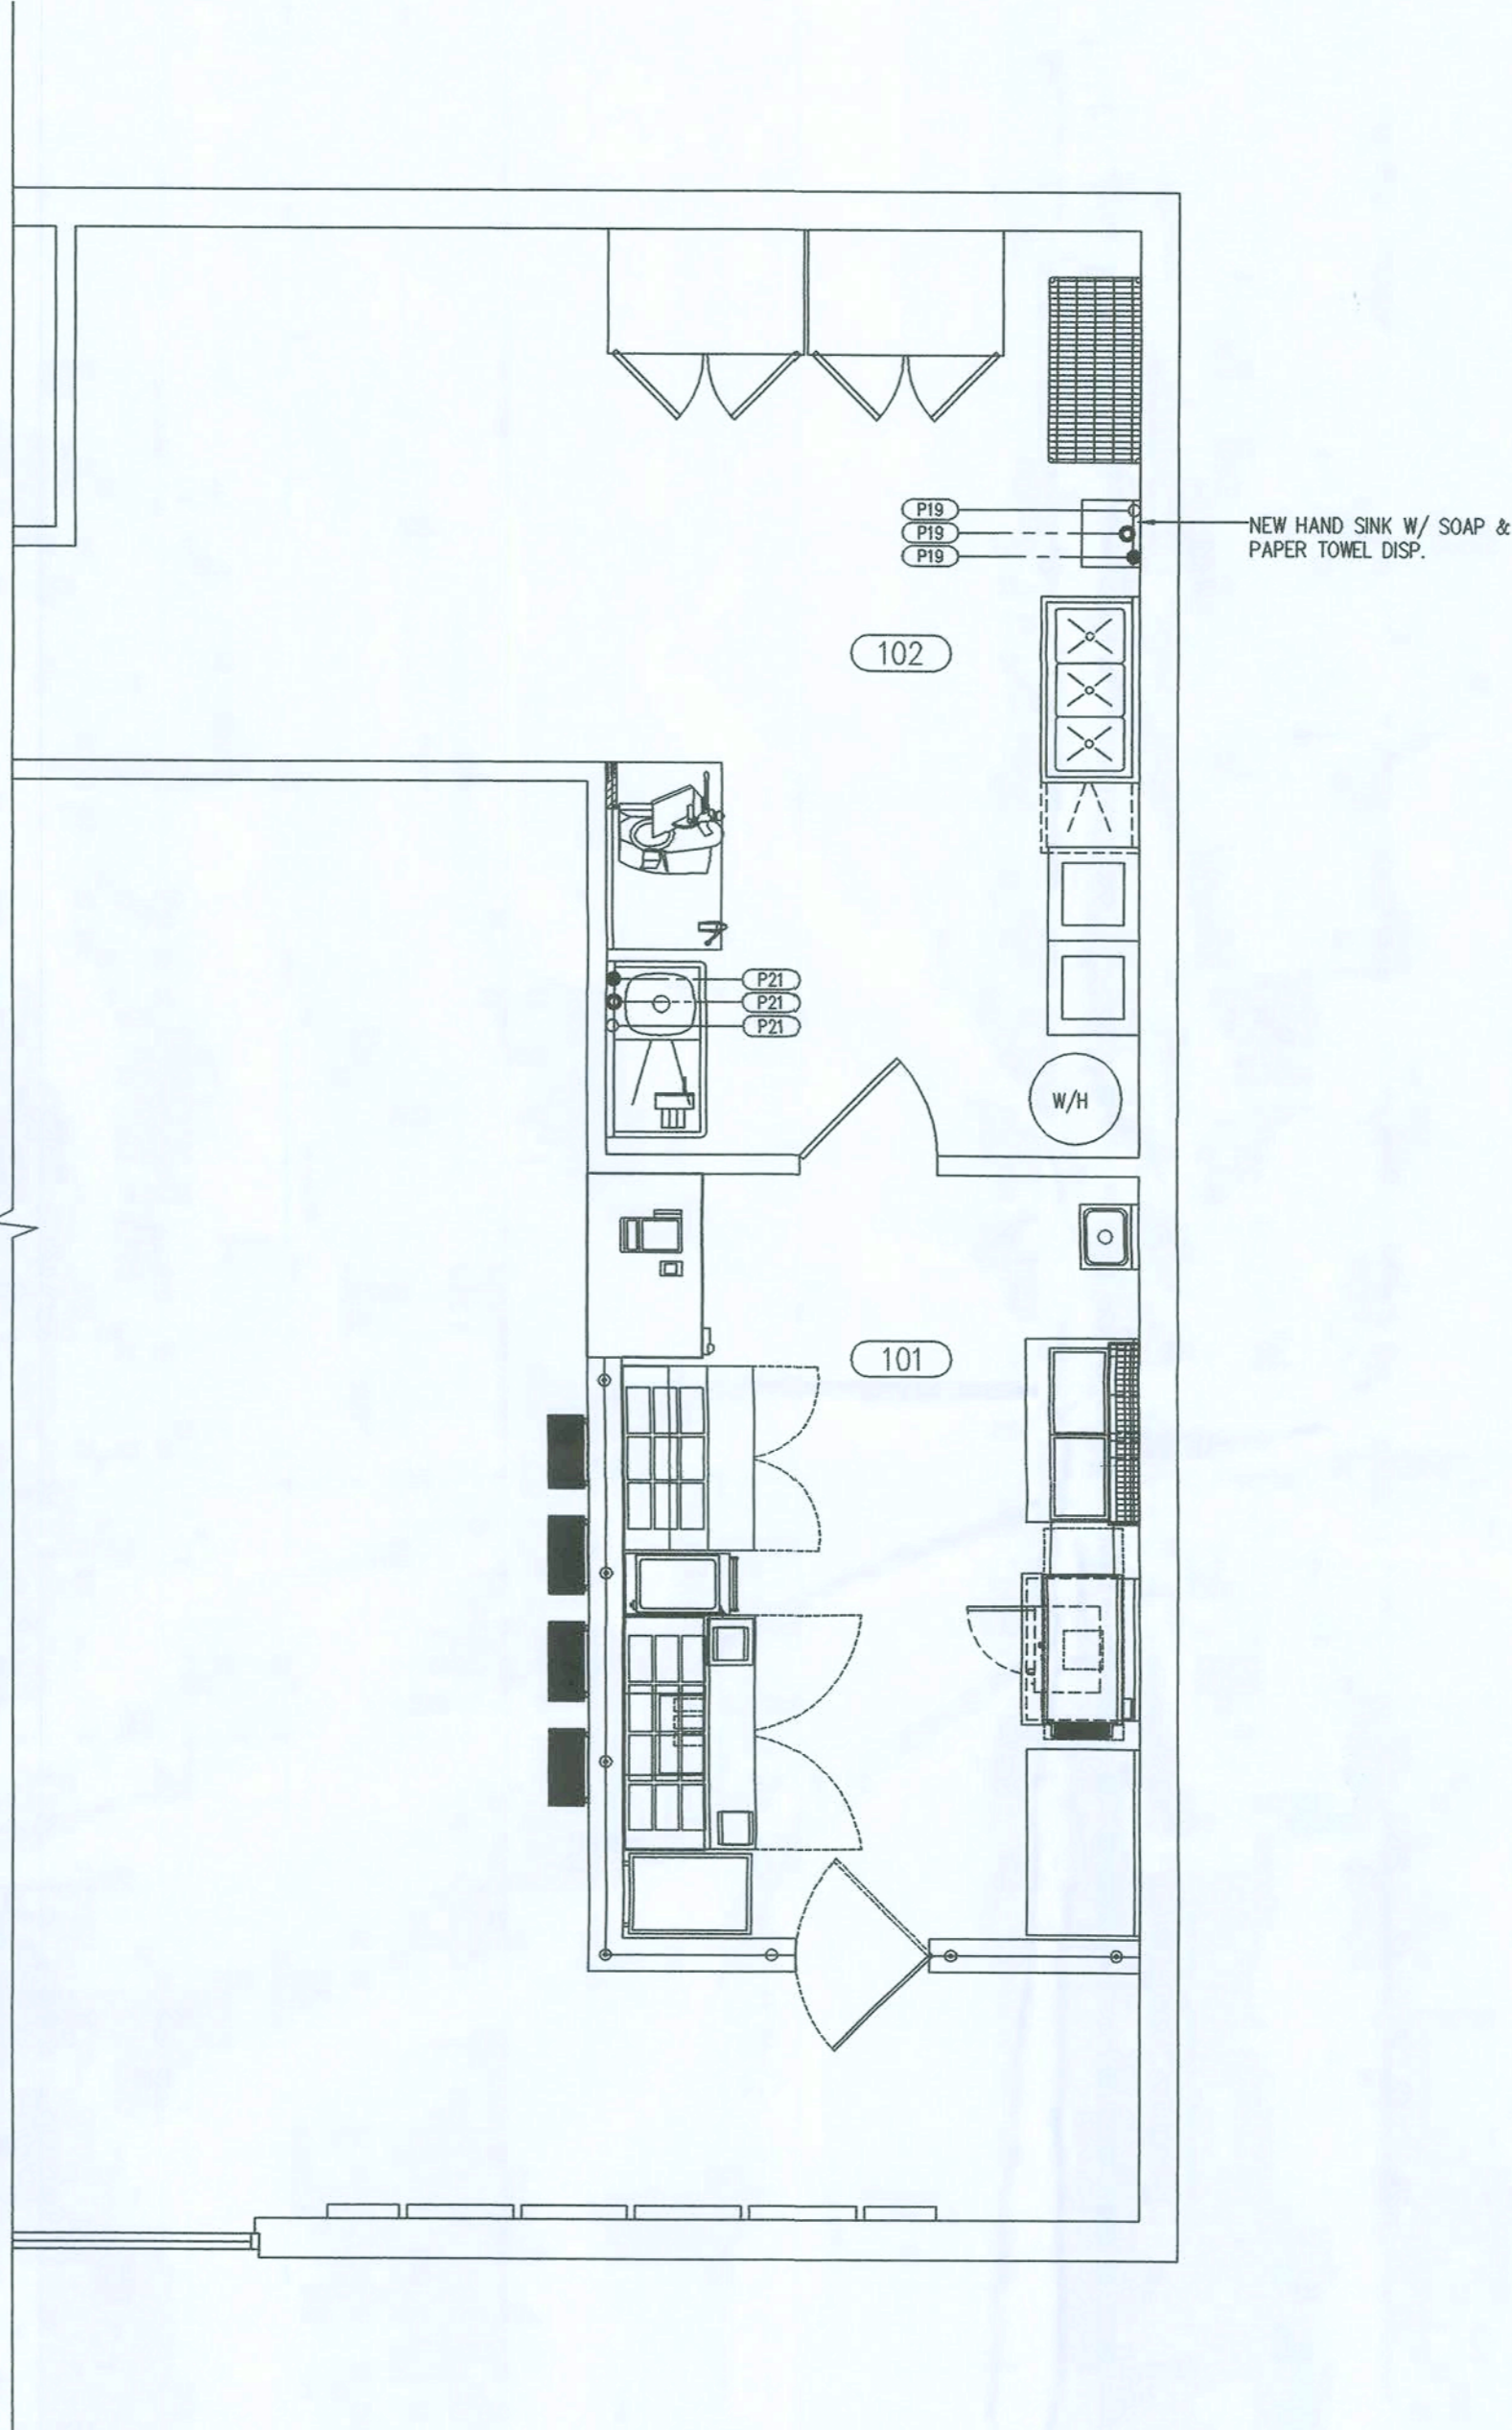 P19
P19
P19
NEW HAND SINK W/ SOAP &
PAPER TOWEL DISP.
102
P21
P21
P21
W/H
101